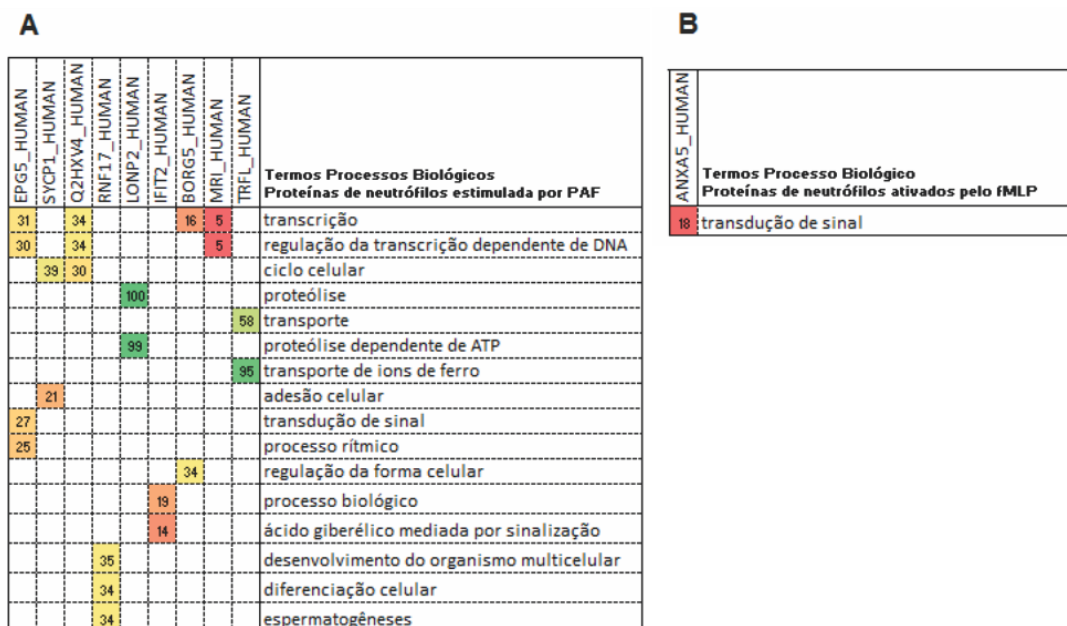 A
EPG5_HUMAN
SYCP1_HUMAN
Q2HXV4_HUMAN
RNF17_HUMAN
LONP2_HUMAN
IFIT2_HUMAN
BORG5_HUMAN
MRI_HUMAN
TRFL_HUMAN
Termos Processos Biológicos
Proteínas de neutrófilos estimulada por PAF
31 34 16 5 transcrição
30 34 5 regulação da transcrição dependente de DNA
39 30 ciclo celular
100 proteólise
58 transporte
99 proteólise dependente de ATP
95 transporte de ions de ferro
21 adesão celular
27 transdução de sinal
25 processo rítmico
34 regulação da forma celular
19 processo biológico
14 ácido giberélico mediada por sinalização
35 desenvolvimento do organismo multicelular
34 diferenciação celular
34 espermatogêneses
B
ANXA5_HUMAN
Termos Processo Biológico
Proteínas de neutrófilos ativados pelo fMLP
18 transdução de sinal